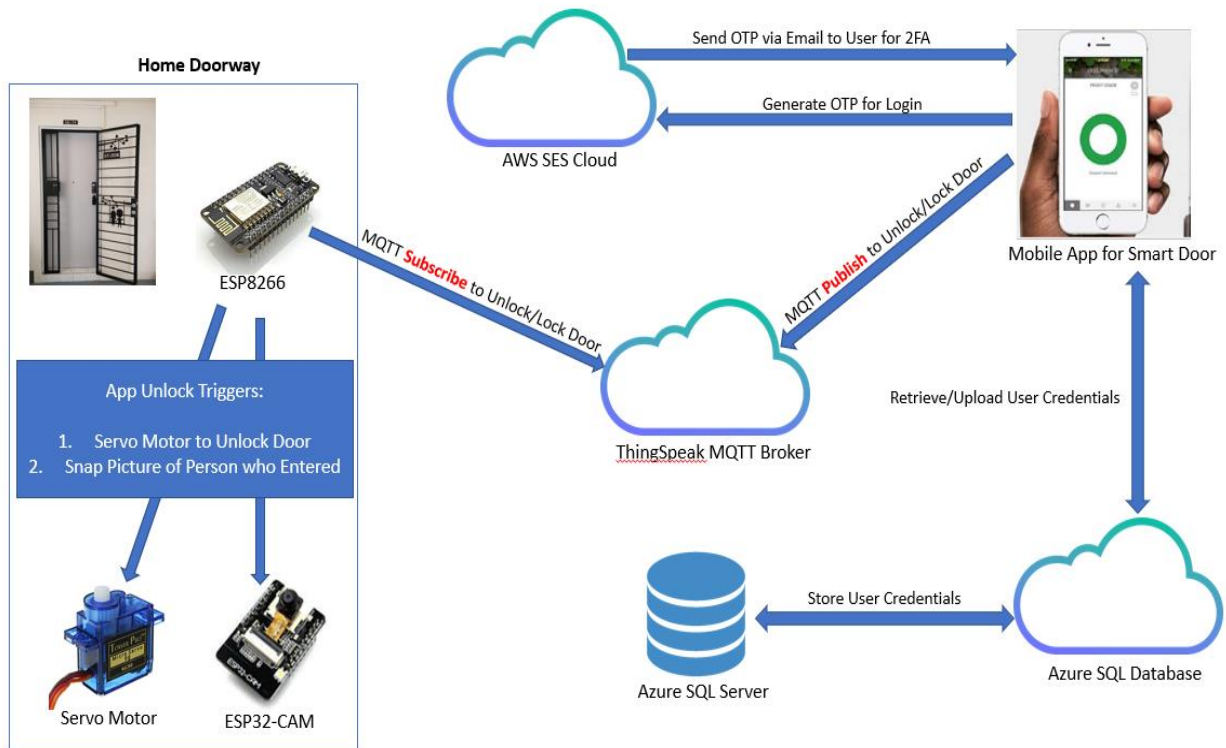 Send OTP via Email to User for 2FA
Home Doorway
Generate OTP for Login
AWS SES Cloud
ESP8266
MQTT Subscribe to Unlock/Lock Door
MQTT Publish to Unlock/Lock Door
Mobile App for Smart Door
App Unlock Triggers:
1. Servo Motor to Unlock Door
2. Snap Picture of Person who Entered
ThingSpeak MQTT Broker
Retrieve/Upload User Credentials
Servo Motor
ESP32-CAM
ESP32-CAM
Store User Credentials
Azure SQL Server
Azure SQL Database